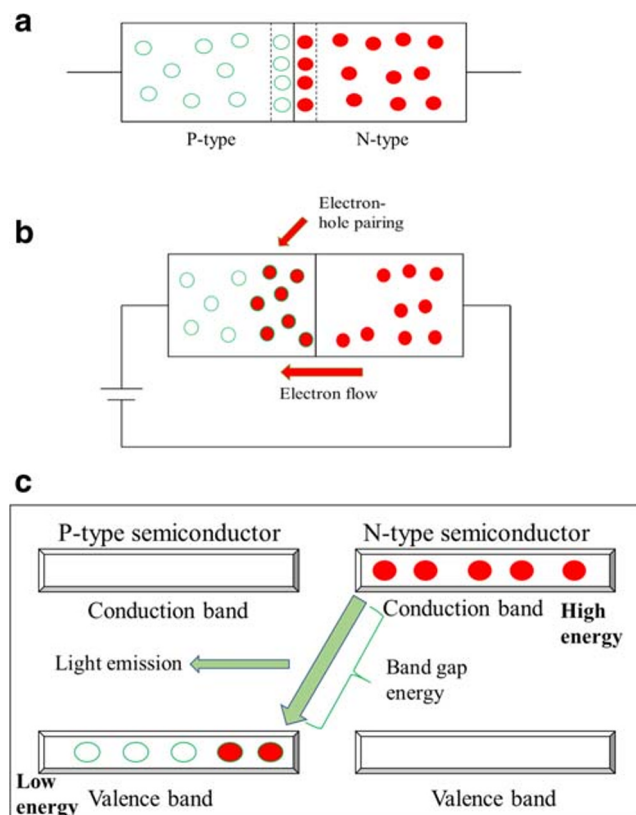 a
P-type N-type
Electron-
hole pairing
b
Electron flow
c
P-type semiconductor N-type semiconductor
Conduction band Conduction band High
energy
Light emission Band gap
energy
Low
energy Valence band Valence band